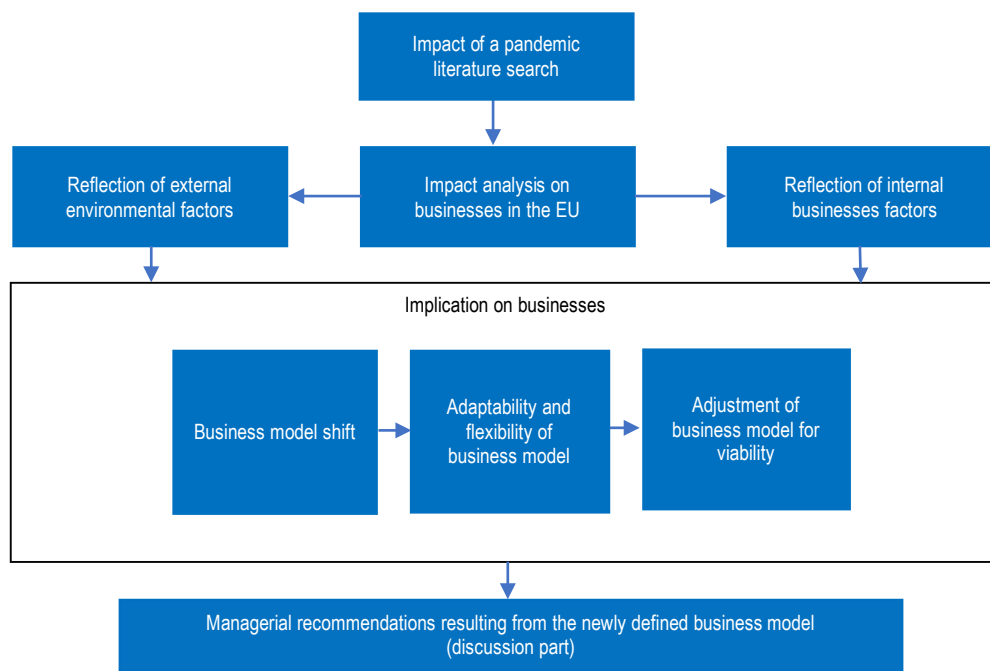 Impact of a pandemic
literature search
Reflection of external
environmental factors
Impact analysis on
businesses in the EU
Reflection of internal
businesses factors
Implication on businesses
Business model shift
Adaptability and
flexibility of
business model
Adjustment of
business model for
viability
Managerial recommendations resulting from the newly defined business model
(discussion part)